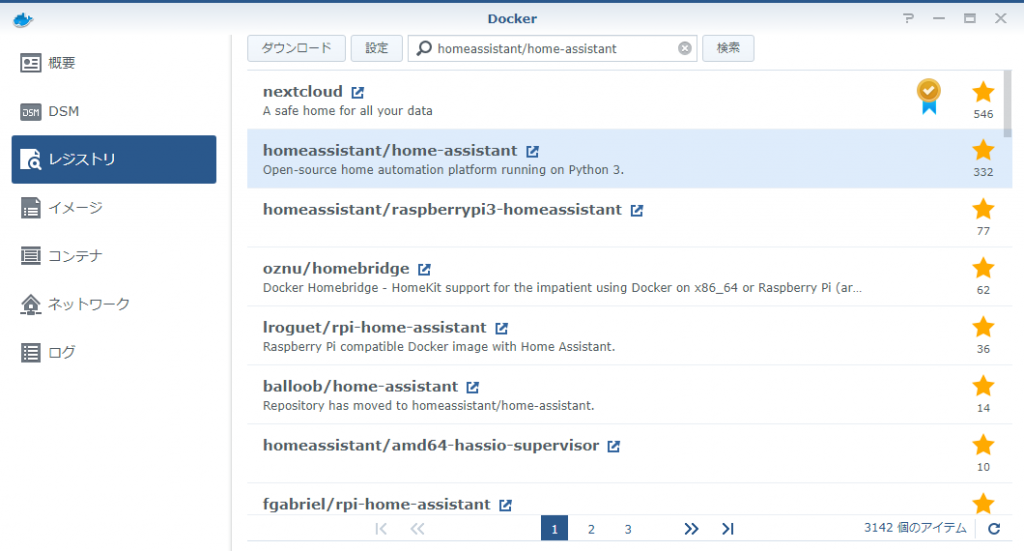 Docker
概要
DSM
DSM
レジストリ
イメージ
コンテナ
ネットワーク
ログ
ダウンロード 設定 homeassistant/home-assistant 検索
nextcloud
A safe home for all your data
546
homeassistant/home-assistant
Open-source home automation platform running on Python 3.
332
homeassistant/raspberrypi3-homeassistant
77
oznu/homebridge
Docker Homebridge - HomeKit support for the impatient using Docker on x86_64 or Raspberry Pi (ar...
62
lroguet/rpi-home-assistant
Raspberry Pi compatible Docker image with Home Assistant.
36
balloob/home-assistant
Repository has moved to homeassistant/home-assistant.
14
homeassistant/amd64-hassio-supervisor
10
fgabriel/rpi-home-assistant
1 2 3 3142 個のアイテム